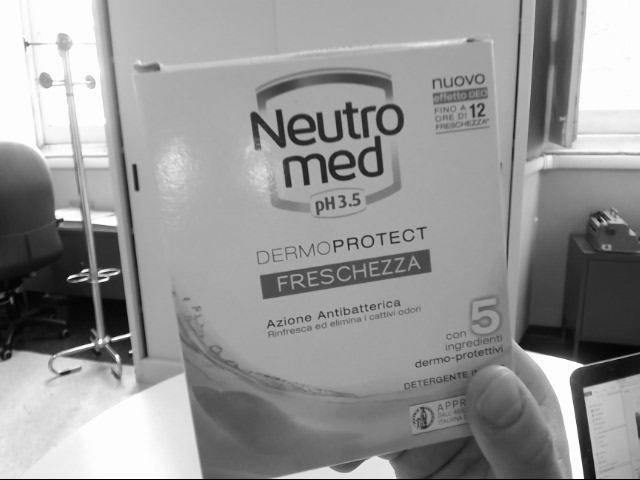 Neutro
med
pH 3.5
nuovo
effetto DEO
FINO A
ORE DI 12
FRESCHEZZA*
DERMOPROTECT
FRESCHEZZA
Azione Antibatterica
Rinfresca ed elimina i cattivi odori
con 5
ingredienti
dermo-protettivi
DETERGENTE
APPR